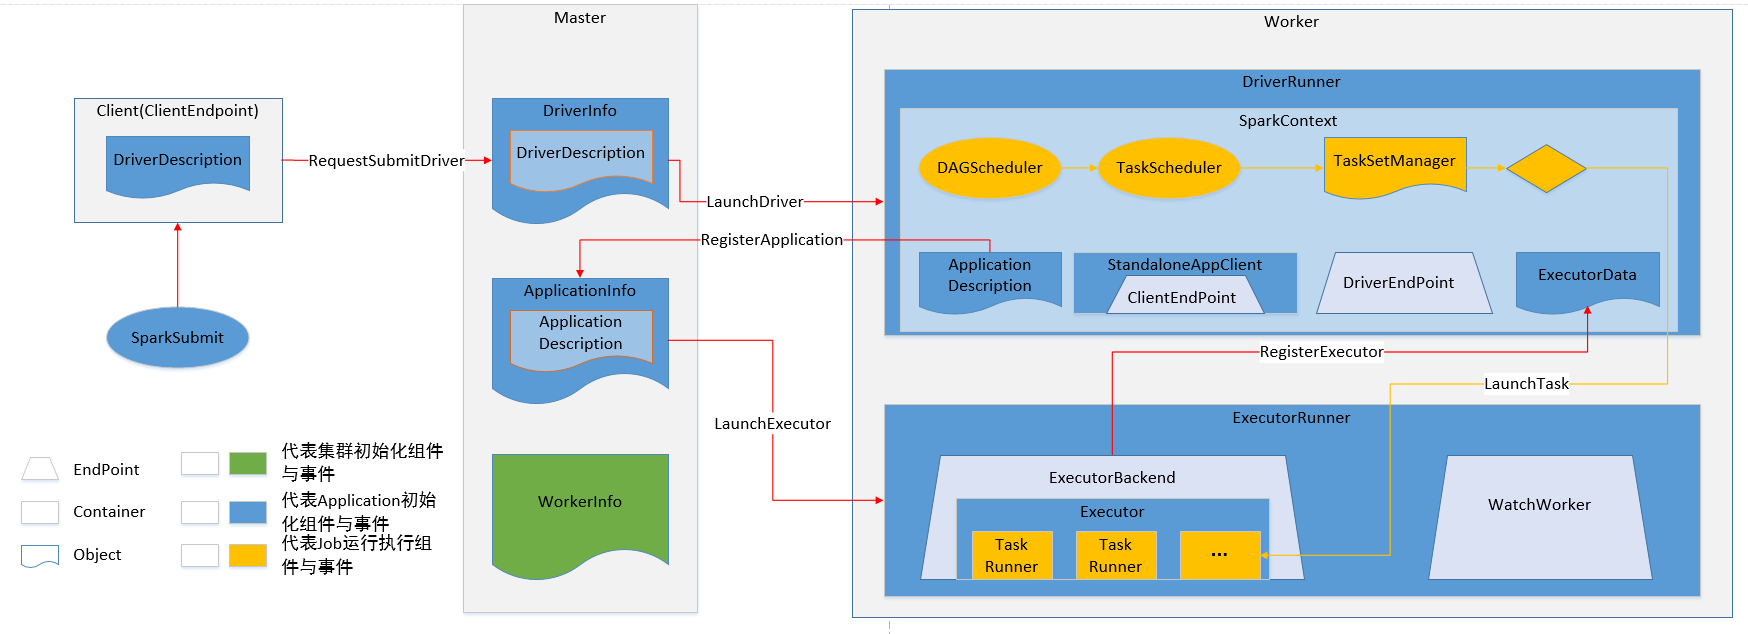 Master
Worker
DriverRunner
Client(ClientEndpoint)
DriverInfo
SparkContext
DriverDescription
RequestSubmitDriver
DriverDescription
DAGScheduler
TaskScheduler
TaskSetManager
LaunchDriver
RegisterApplication
Application
Description
StandaloneAppClient
ClientEndPoint
DriverEndPoint
ExecutorData
ApplicationInfo
Application
Description
SparkSubmit
RegisterExecutor
LaunchTask
LaunchExecutor
ExecutorRunner
ExecutorBackend
WatchWorker
Executor
Task
Runner
Task
Runner
...
WorkerInfo
EndPoint
代表集群初始化组件
与事件
Container
代表Application初始
化组件与事件
Object
代表Job运行执行组
件与事件